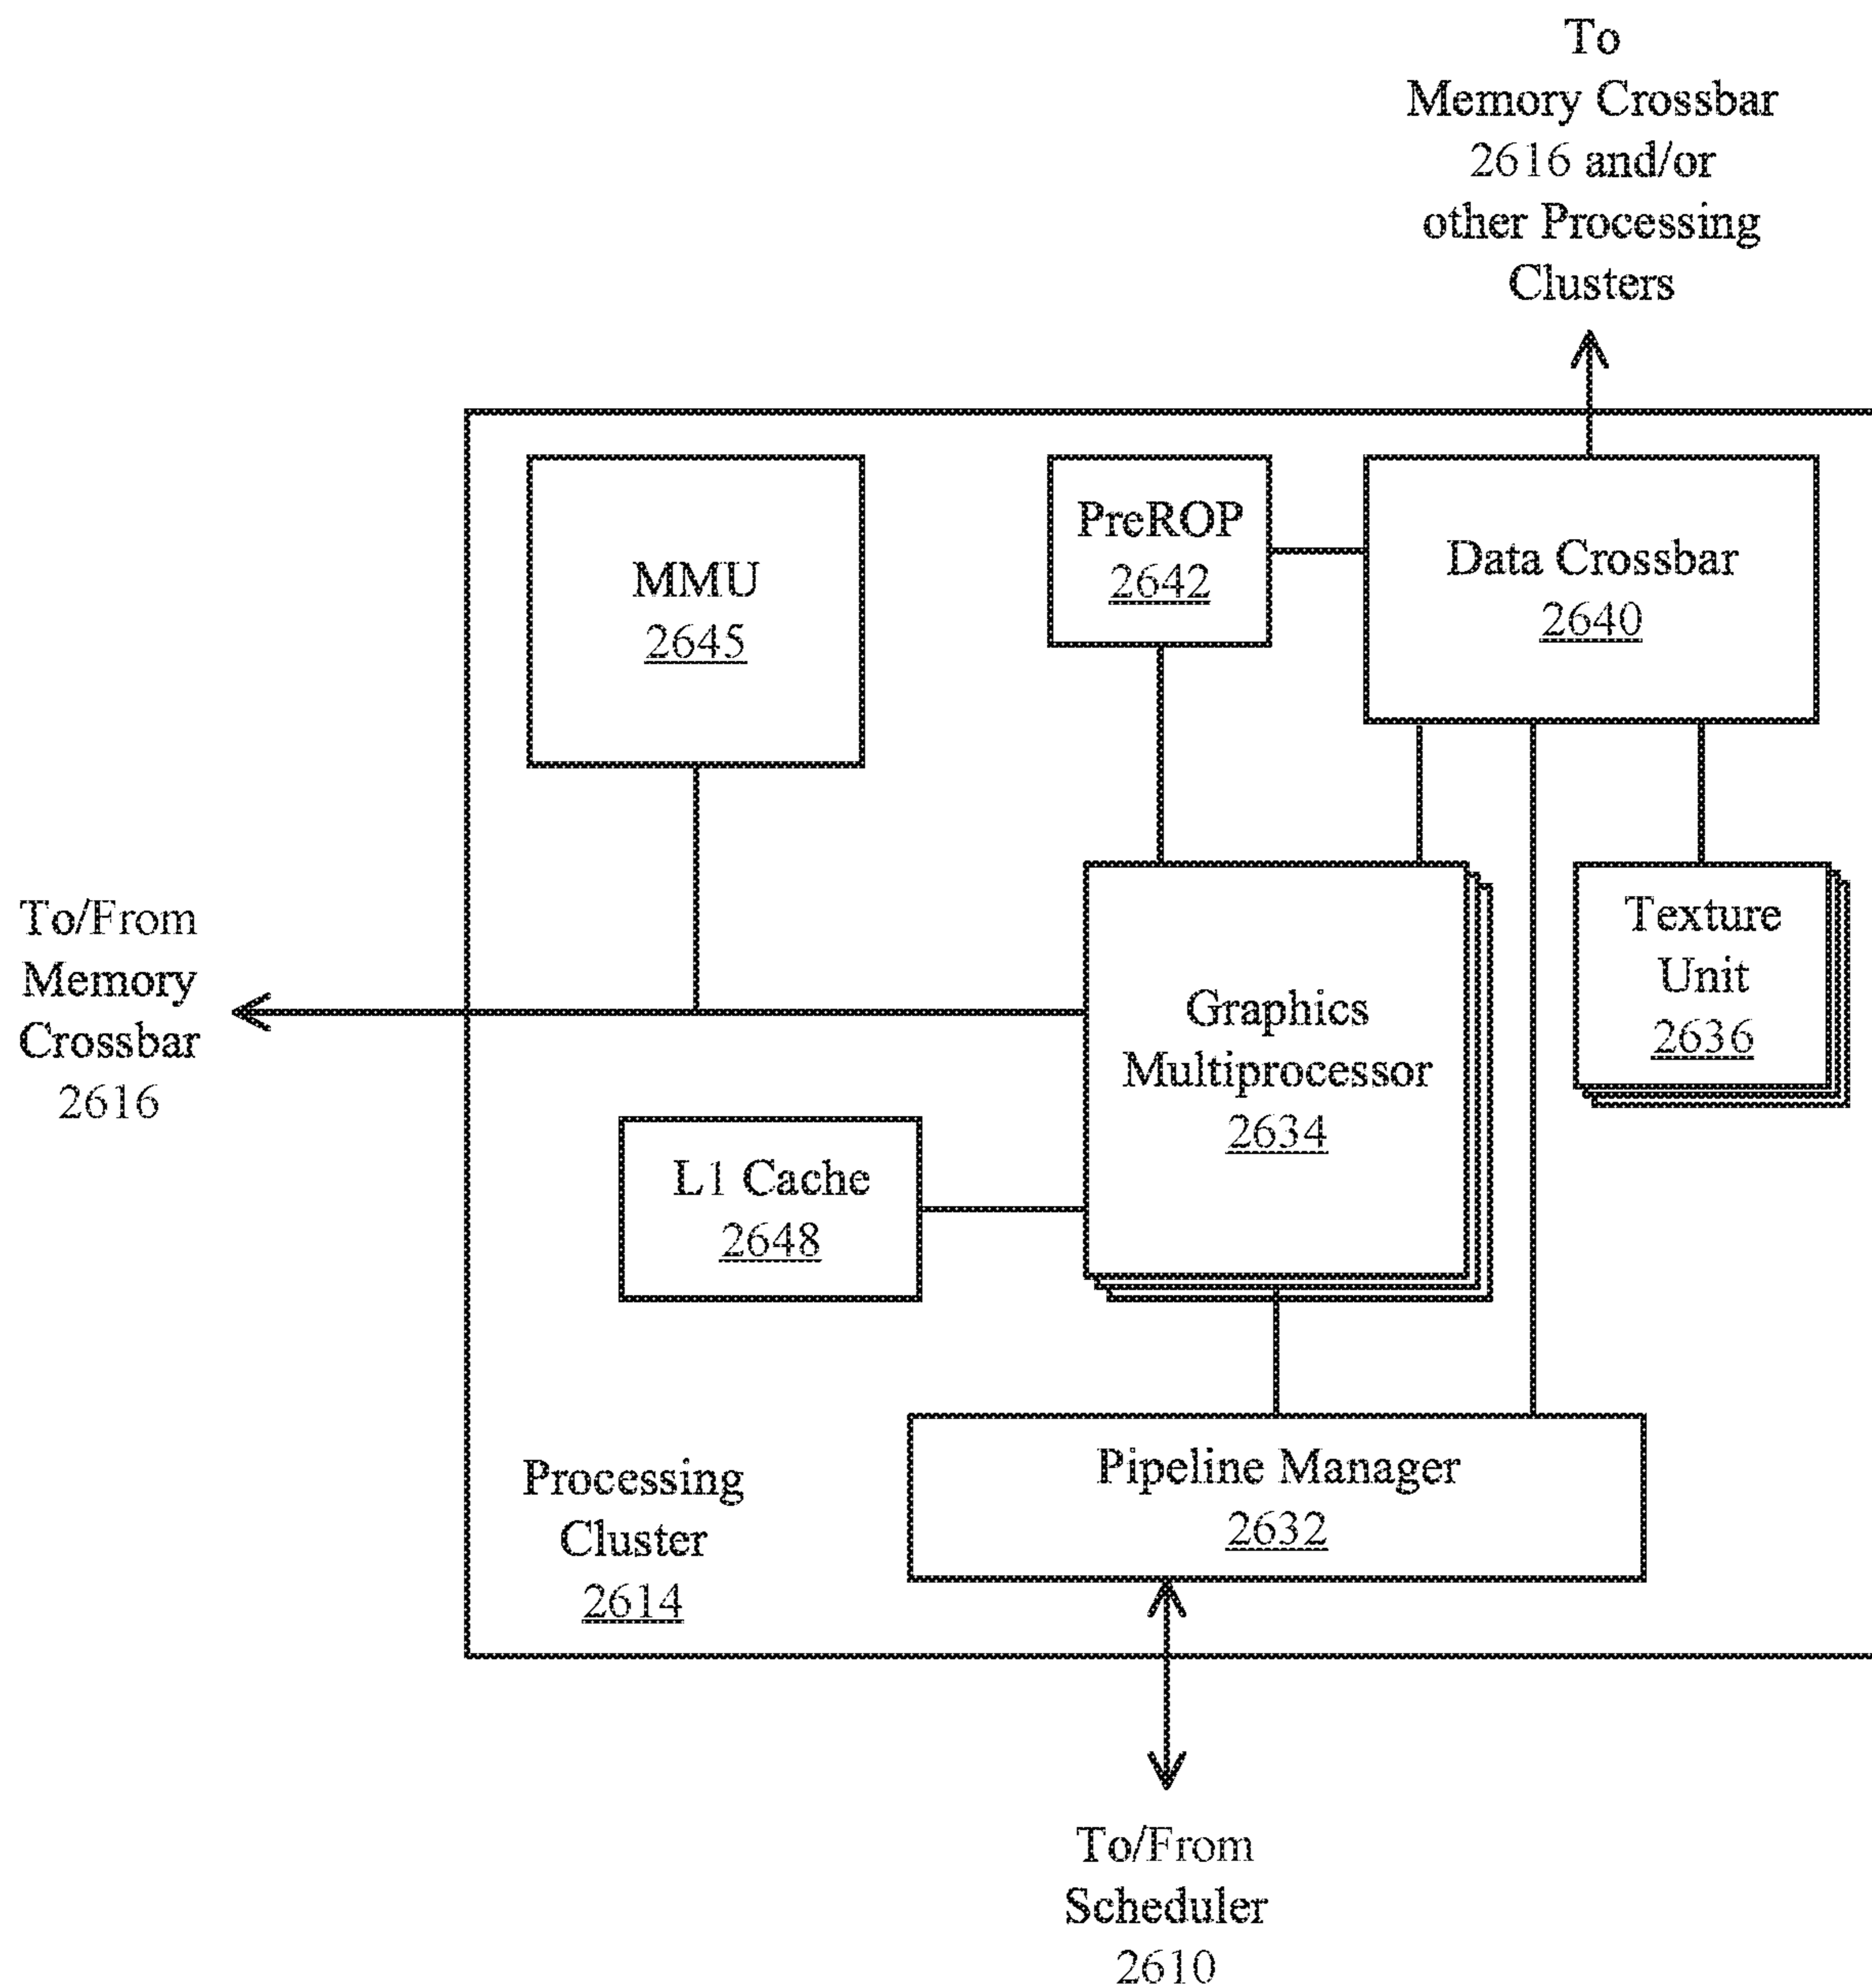 To
Memory Crossbar
2616 and/or
other Processing
Clusters
MMU
2645
PreROP
2642
Data Crossbar
2640
To/From
Memory
Crossbar
2616
Graphics
Multiprocessor
2634
Texture
Unit
2636
L1 Cache
2648
Pipeline Manager
2632
Processing
Cluster
2614
To/From
Scheduler
2610